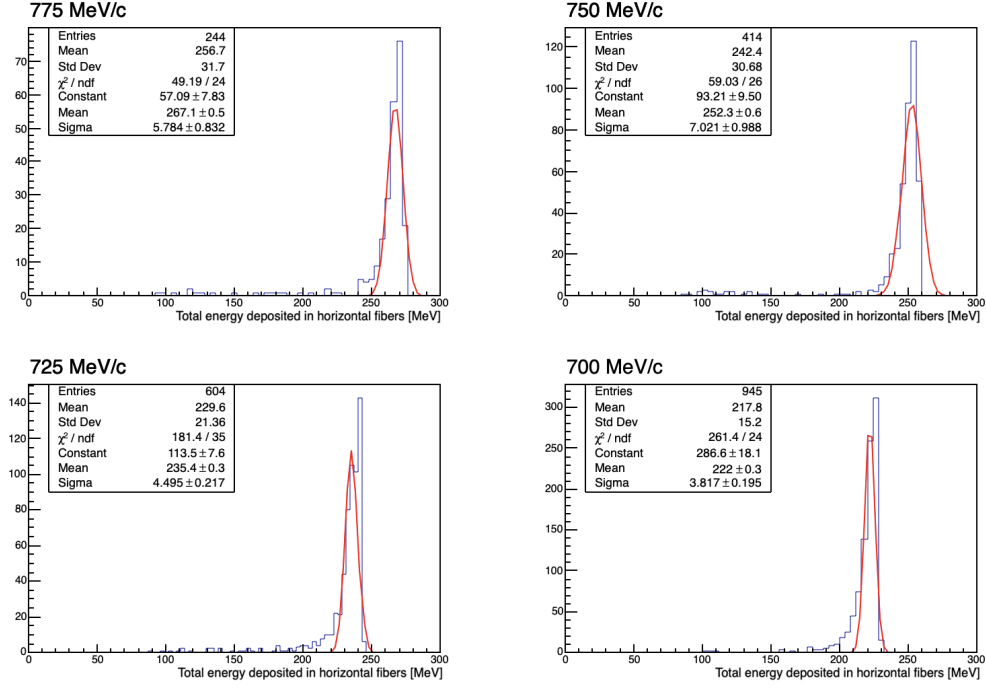 775 MeV/c
Entries 244
Mean 256.7
Std Dev 31.7
χ² / ndf 49.19 / 24
Constant 57.09 ± 7.83
Mean 267.1 ± 0.5
Sigma 5.784 ± 0.832
70
60
50
40
30
20
10
0
0 50 100 150 200 250 300
Total energy deposited in horizontal fibers [MeV]
750 MeV/c
Entries 414
Mean 242.4
Std Dev 30.68
χ² / ndf 59.03 / 26
Constant 93.21 ± 9.50
Mean 252.3 ± 0.6
Sigma 7.021 ± 0.988
120
100
80
60
40
20
0
0 50 100 150 200 250 300
Total energy deposited in horizontal fibers [MeV]
725 MeV/c
Entries 604
Mean 229.6
Std Dev 21.36
χ² / ndf 181.4 / 35
Constant 113.5 ± 7.6
Mean 235.4 ± 0.3
Sigma 4.495 ± 0.217
140
120
100
80
60
40
20
0
0 50 100 150 200 250 300
Total energy deposited in horizontal fibers [MeV]
700 MeV/c
Entries 945
Mean 217.8
Std Dev 15.2
χ² / ndf 261.4 / 24
Constant 286.6 ± 18.1
Mean 222 ± 0.3
Sigma 3.817 ± 0.195
300
250
200
150
100
50
0
0 50 100 150 200 250 300
Total energy deposited in horizontal fibers [MeV]